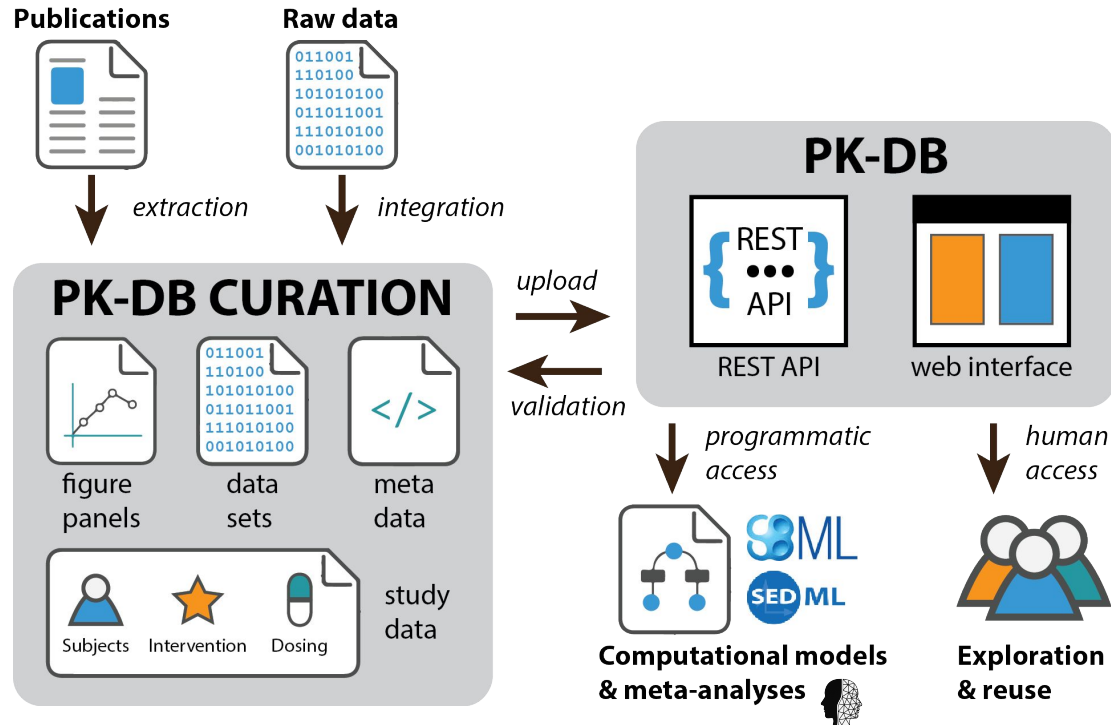 Publications
Raw data
011001
110100
101010100
011011001
111010100
001010100
extraction
integration
PK-DB CURATION
011001
110100
101010100
011011001
111010100
001010100
</>
figure
panels
data
sets
meta
data
Subjects
Intervention
Dosing
study
data
upload
validation
PK-DB
{ REST }
API
REST API
web interface
programmatic
access
human
access
SBML
SED ML
Computational models
& meta-analyses
Exploration
& reuse